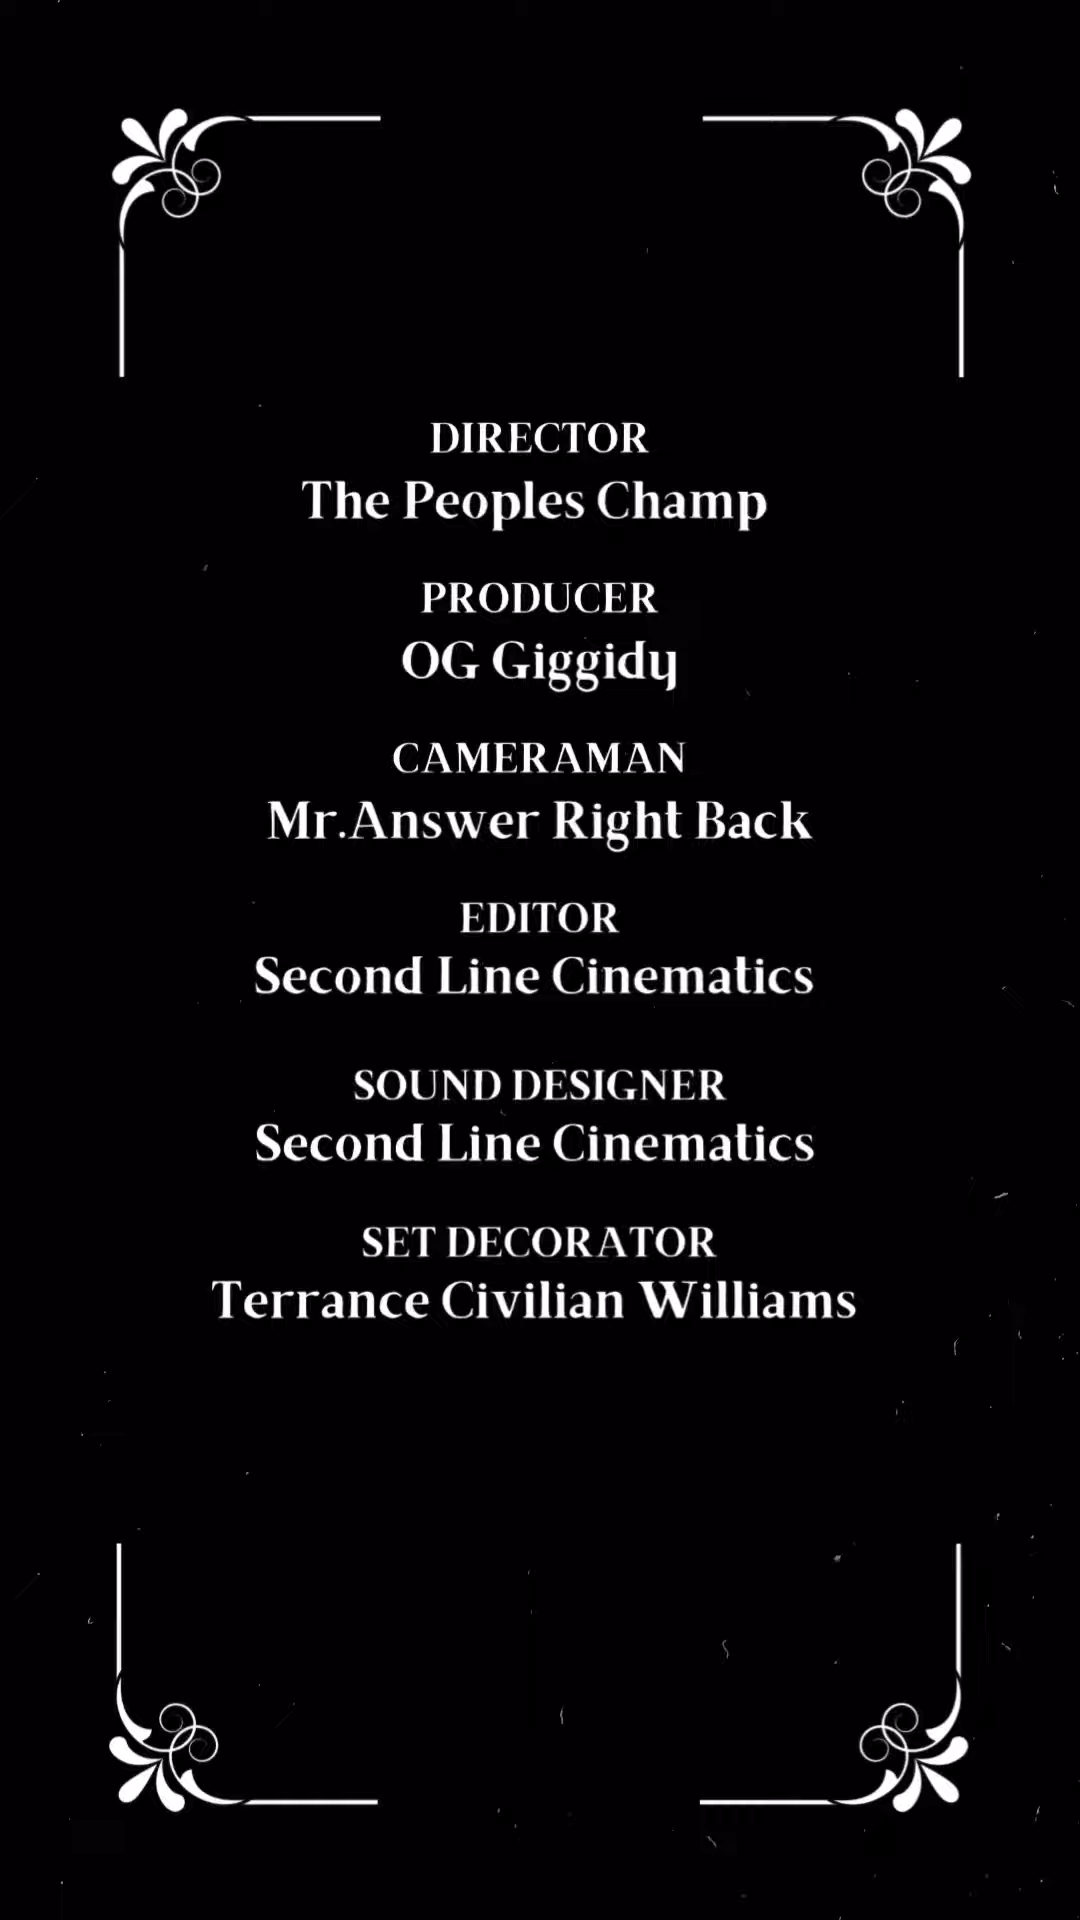 DIRECTOR
The Peoples Champ
PRODUCER
OG Giggidy
CAMERAMAN
Mr.Answer Right Back
EDITOR
Second Line Cinematics
SOUND DESIGNER
Second Line Cinematics
SET DECORATOR
Terrance Civilian Williams